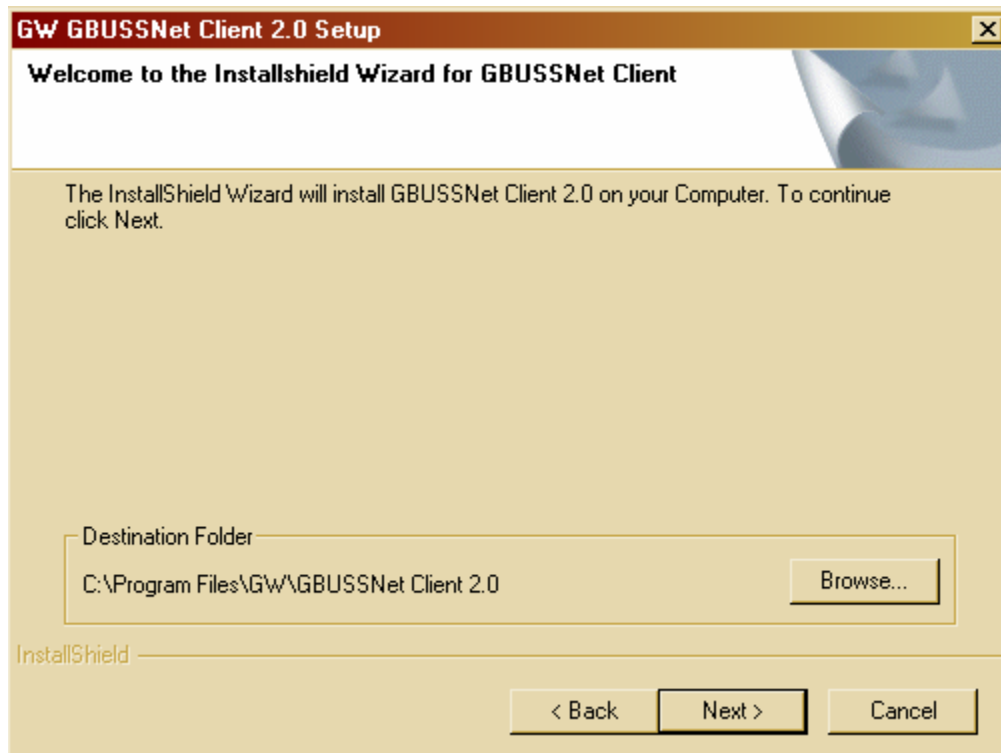 GW GBUSSNet Client 2.0 Setup
Welcome to the Installshield Wizard for GBUSSNet Client
The InstallShield Wizard will install GBUSSNet Client 2.0 on your Computer. To continue
click Next.
Destination Folder
C:\Program Files\GW\GBUSSNet Client 2.0
Browse...
InstallShield
< Back
Next >
Cancel